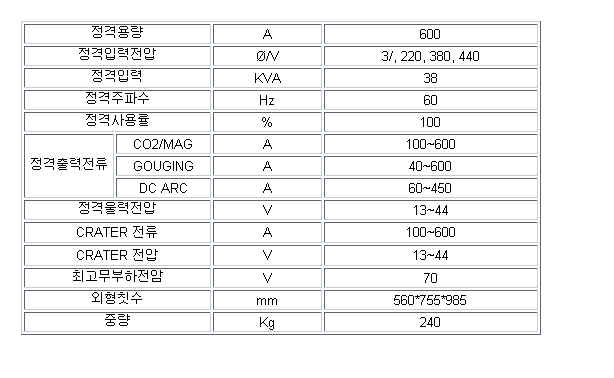 정격용량 A 600
정격입력전압 Ø/V 3/, 220, 380, 440
정격입력 KVA 38
정격주파수 Hz 60
정격사용률 % 100
정격출력전류 CO2/MAG A 100~600
GOUGING A 40~600
DC ARC A 60~450
정격울력전압 V 13~44
CRATER 전류 A 100~600
CRATER 전압 V 13~44
최고무부하전암 V 70
외형칫수 mm 560*755*985
중량 Kg 240